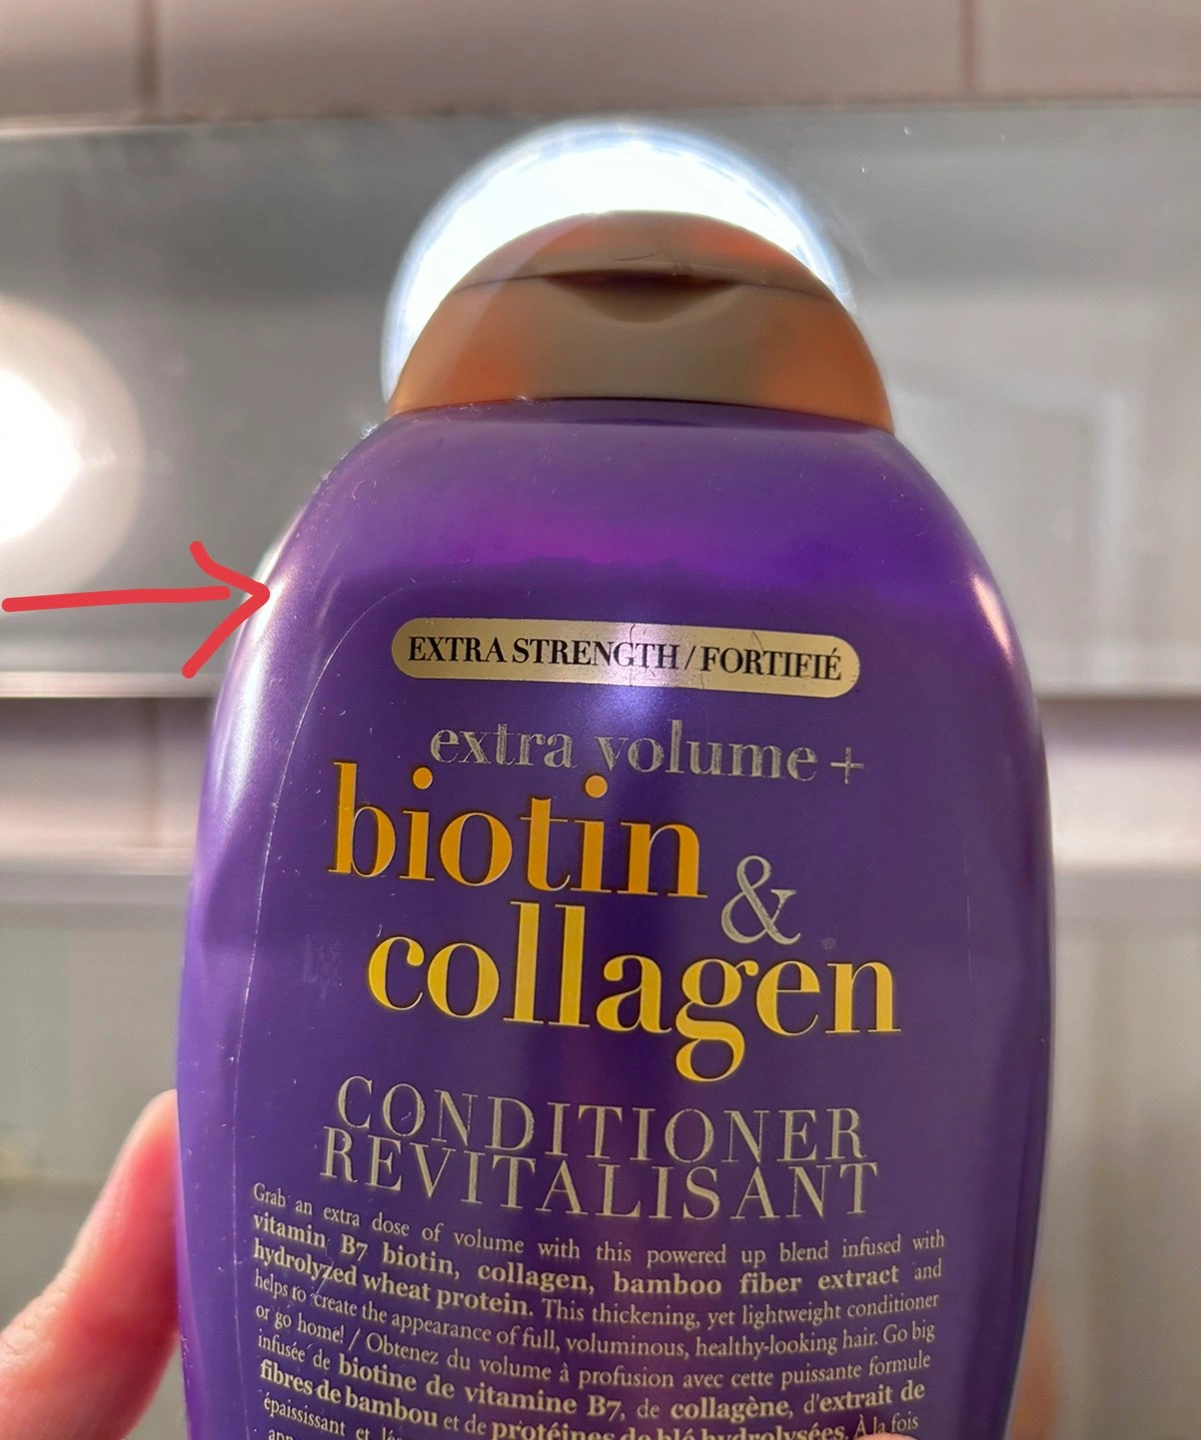 EXTRA STRENGTH / FORTIFIÉ
extra volume +
biotin &
collagen
CONDITIONER
REVITALISANT
Grab an extra dose of volume with this powered up blend infused with
vitamin B7 biotin, collagen, bamboo fiber extract and
hydrolyzed wheat protein. This thickening, yet lightweight conditioner
helps to create the appearance of full, voluminous, healthy-looking hair. Go big
or go home! / Obtenez du volume à profusion avec cette puissante formule
infusée de biotine de vitamine B7, de collagène, d'extrait de
fibres de bambou et de protéines de blé hydrolysées. À la fois
épaississant et